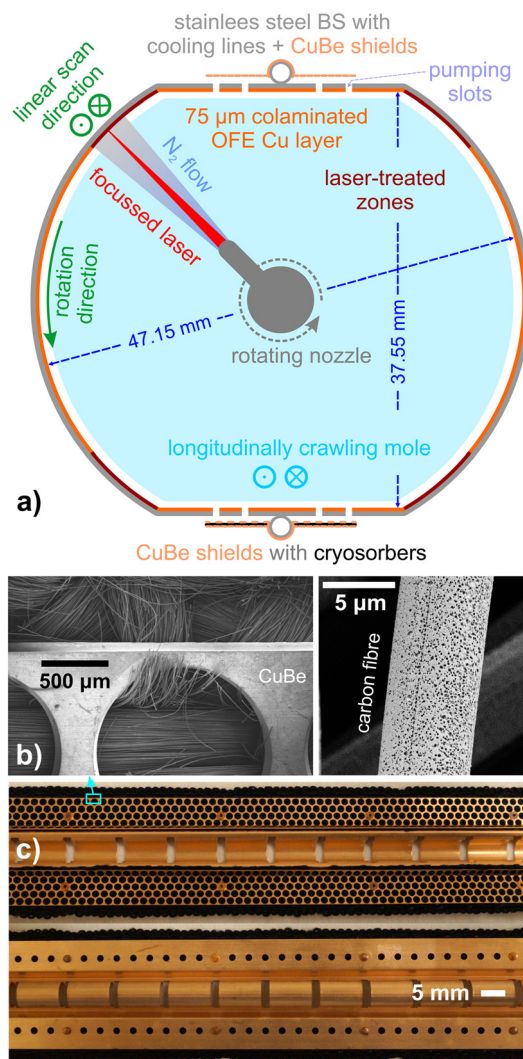 stainlees steel BS with
cooling lines + CuBe shields
pumping
slots
linear scan
direction
75 µm colaminated
OFE Cu layer
N2 flow
focussed laser
laser-treated
zones
rotation
direction
47.15 mm
rotating nozzle
37.55 mm
longitudinally crawling mole
a)
CuBe shields with cryosorbers
500 µm
CuBe
b)
5 µm
carbon fibre
c)
5 mm